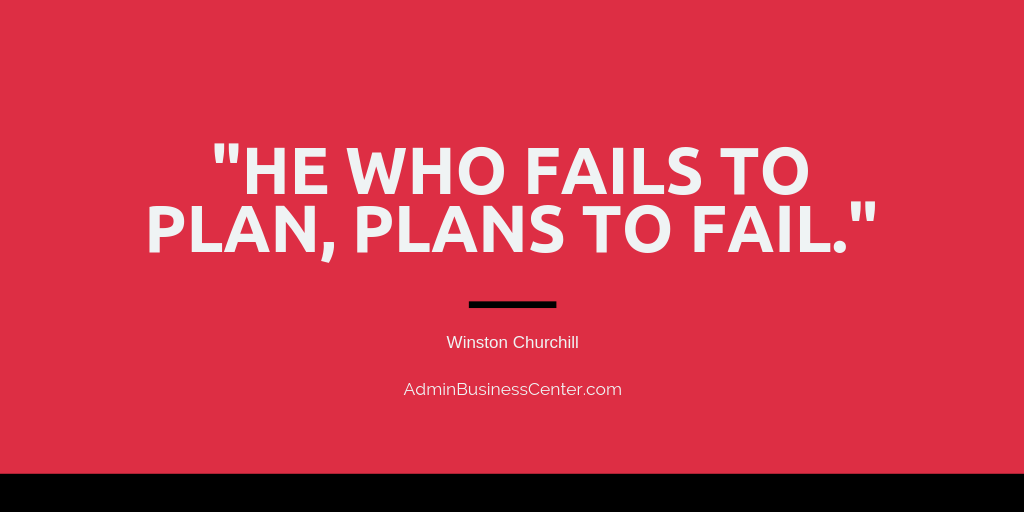 "HE WHO FAILS TO
PLAN, PLANS TO FAIL."
Winston Churchill
AdminBusinessCenter.com